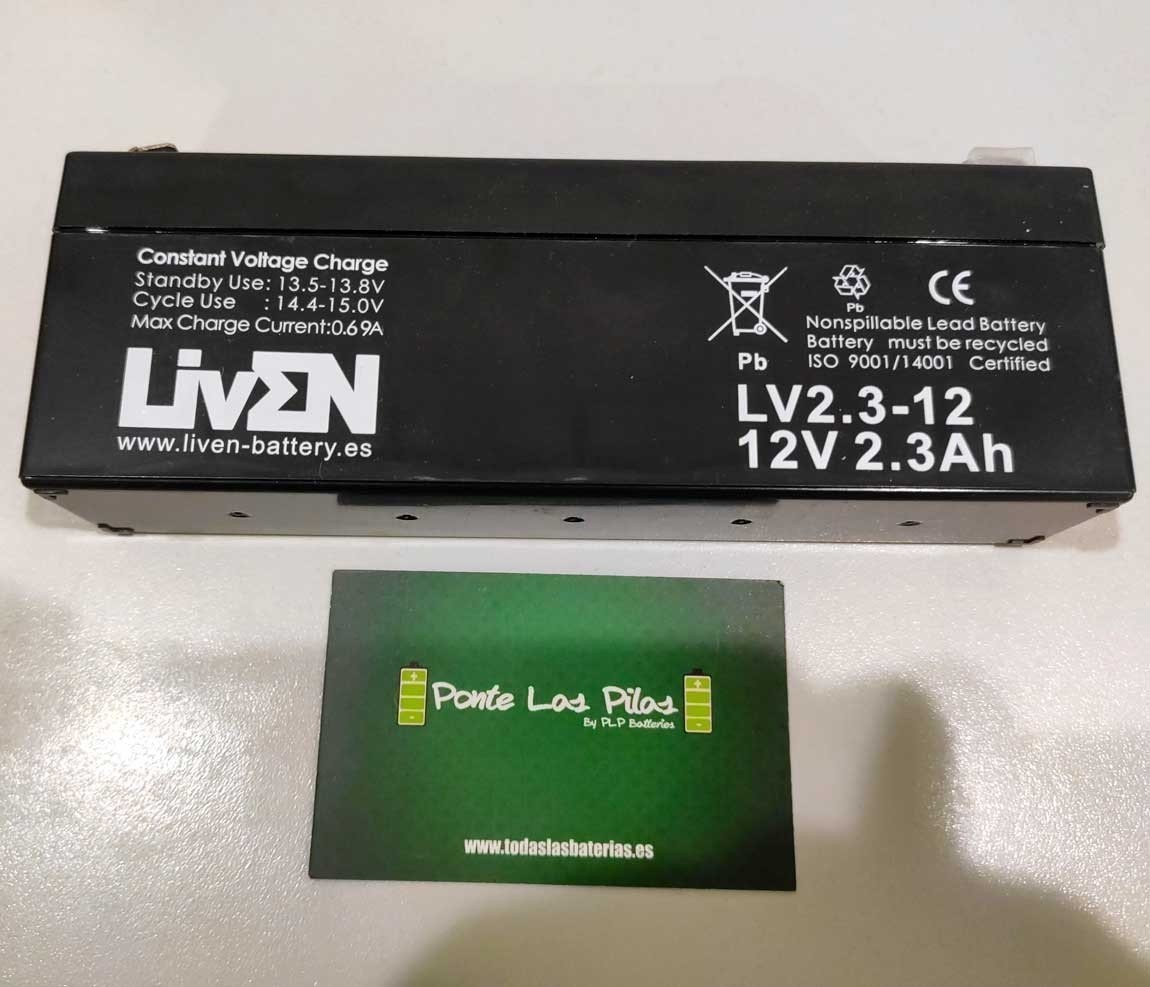 Constant Voltage Charge
Standby Use: 13.5-13.8V
Cycle Use : 14.4-15.0V
Max Charge Current:0.69A
LivΣN
www.liven-battery.es
Pb
Pb
CE
Nonspillable Lead Battery
Battery must be recycled
ISO 9001/14001 Certified
LV2.3-12
12V 2.3Ah
Ponte Las Pilas
By PLP Batteries
www.todaslasbaterias.es